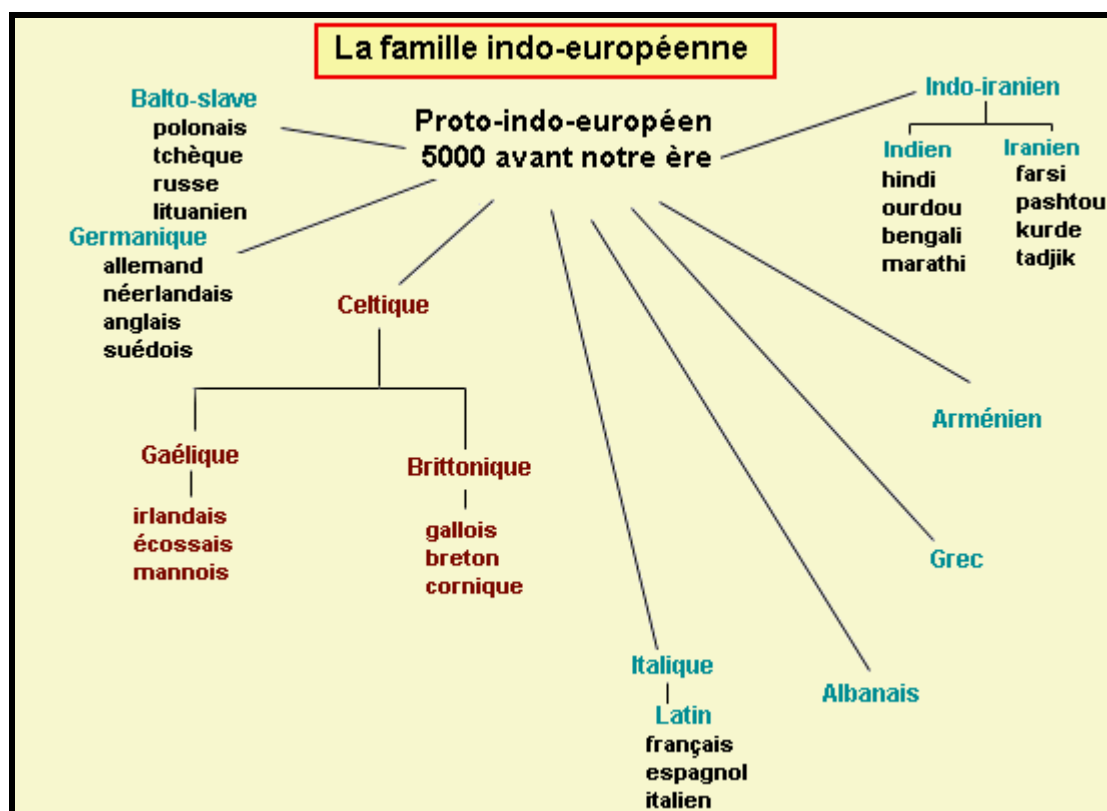 La famille indo-européenne
Proto-indo-européen
5000 avant notre ère
Balto-slave
polonais
tchèque
russe
lituanien
Germanique
allemand
néerlandais
anglais
suédois
Celtique
Gaélique
irlandais
écossais
mannois
Brittonique
gallois
breton
cornique
Italique
Latin
français
espagnol
italien
Albanais
Grec
Arménien
Indo-iranien
Indien
hindi
ourdou
bengali
marathi
Iranien
farsi
pashtou
kurde
tadjik